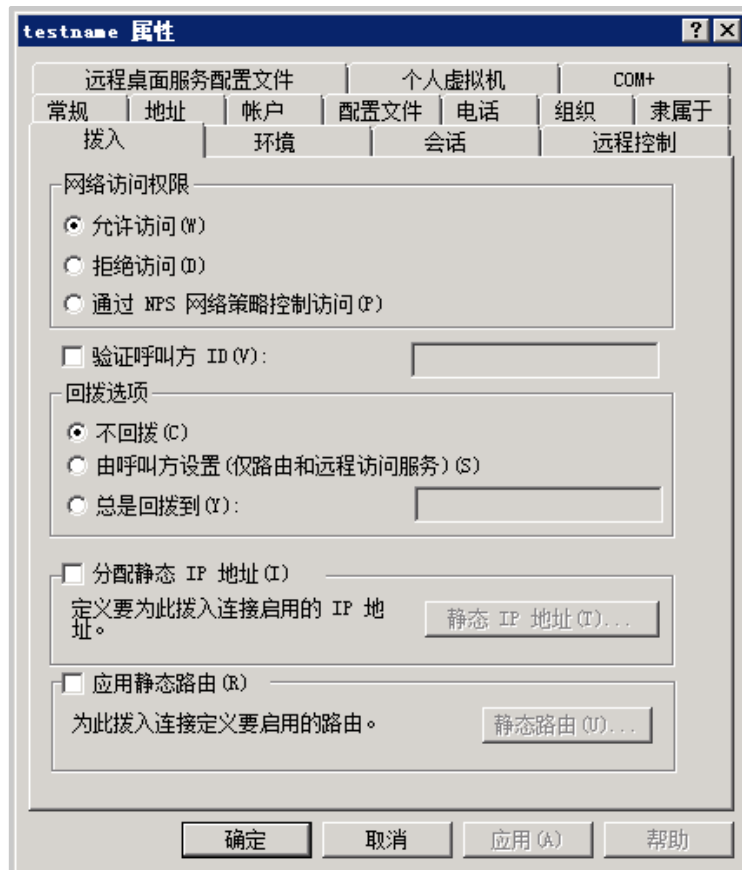 testname 属性
远程桌面服务配置文件 个人虚拟机 COM+
常规 地址 帐户 配置文件 电话 组织 隶属于
拨入 环境 会话 远程控制
网络访问权限
允许访问(W)
拒绝访问(D)
通过 NPS 网络策略控制访问(P)
验证呼叫方 ID(V):
回拨选项
不回拨(C)
由呼叫方设置(仅路由和远程访问服务)(S)
总是回拨到(Y):
分配静态 IP 地址(I)
定义要为此拨入连接启用的 IP 地
址。
静态 IP 地址(T)...
应用静态路由(R)
为此拨入连接定义要启用的路由。
静态路由(U)...
确定 取消 应用(A) 帮助